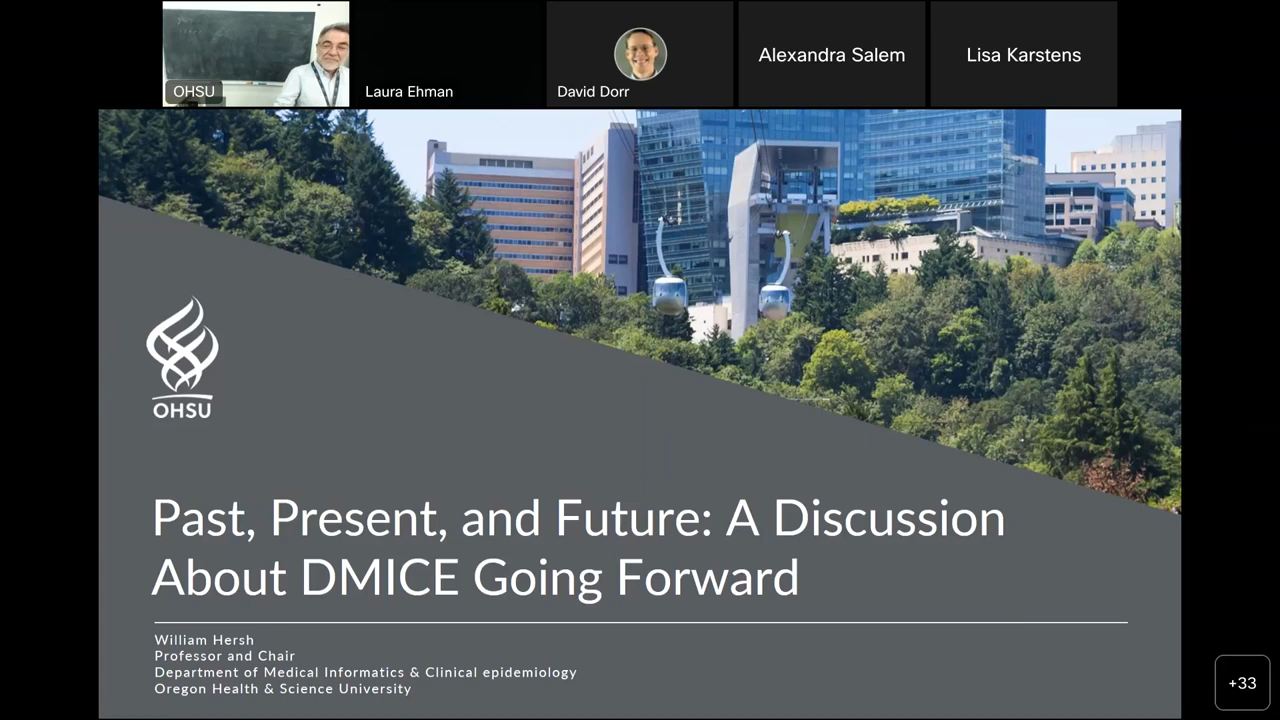 OHSU
Laura Ehman
David Dorr
Alexandra Salem
Lisa Karstens
OHSU
Past, Present, and Future: A Discussion
About DMICE Going Forward
William Hersh
Professor and Chair
Department of Medical Informatics & Clinical epidemiology
Oregon Health & Science University
+33